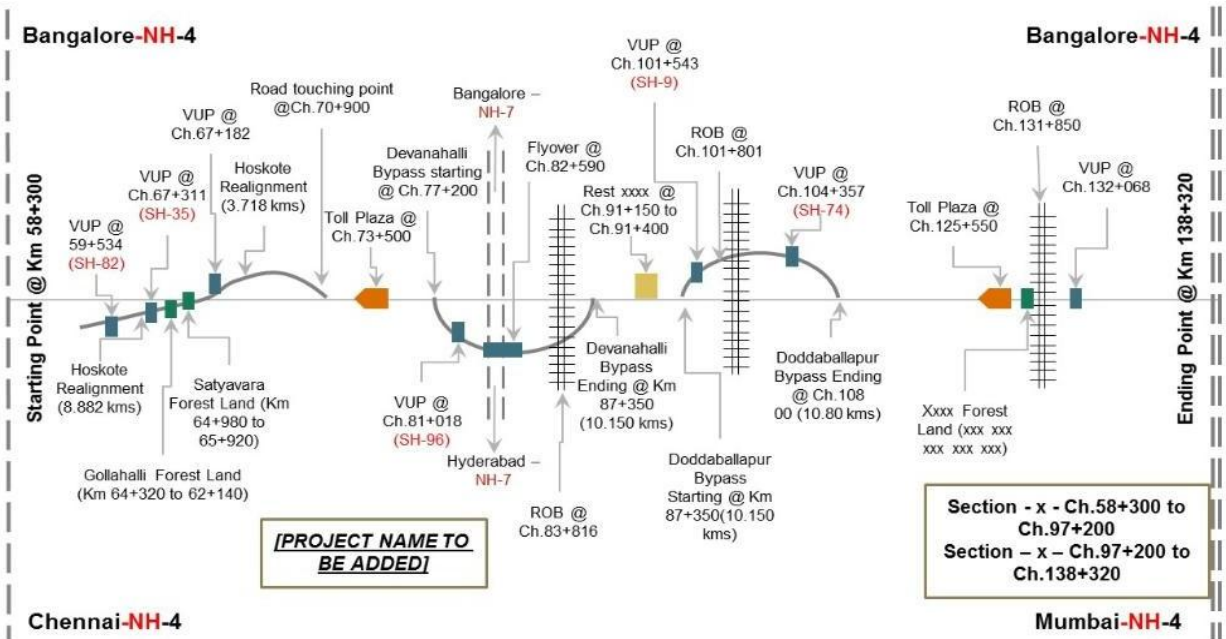 Bangalore-NH-4
Bangalore-NH-4
Starting Point @ Km 58+300
VUP @
59+534
(SH-82)
VUP @
Ch.67+311
(SH-35)
VUP @
Ch.67+182
Hoskote
Realignment
(3.718 kms)
Road touching point
@Ch.70+900
Toll Plaza @
Ch.73+500
Devanahalli
Bypass starting
@ Ch.77+200
Bangalore –
NH-7
Flyover @
Ch.82+590
Rest xxxx @
Ch.91+150 to
Ch.91+400
VUP @
Ch.101+543
(SH-9)
ROB @
Ch.101+801
VUP @
Ch.104+357
(SH-74)
Toll Plaza @
Ch.125+550
ROB @
Ch.131+850
VUP @
Ch.132+068
Ending Point @ Km 138+320
Hoskote
Realignment
(8.882 kms)
Satyavara
Forest Land (Km
64+980 to
65+920)
Gollahalli Forest Land
(Km 64+320 to 62+140)
VUP @
Ch.81+018
(SH-96)
Hyderabad –
NH-7
ROB @
Ch.83+816
Devanahalli
Bypass
Ending @ Km
87+350
(10.150 kms)
Doddaballapur
Bypass
Starting @ Km
87+350(10.150
kms)
Doddaballapur
Bypass Ending
@ Ch.108
00 (10.80 kms)
Xxxx Forest
Land (xxx xxx
xxx xxx xxx)
[PROJECT NAME TO
BE ADDED]
Section - x - Ch.58+300 to
Ch.97+200
Section – x – Ch.97+200 to
Ch.138+320
Chennai-NH-4
Mumbai-NH-4